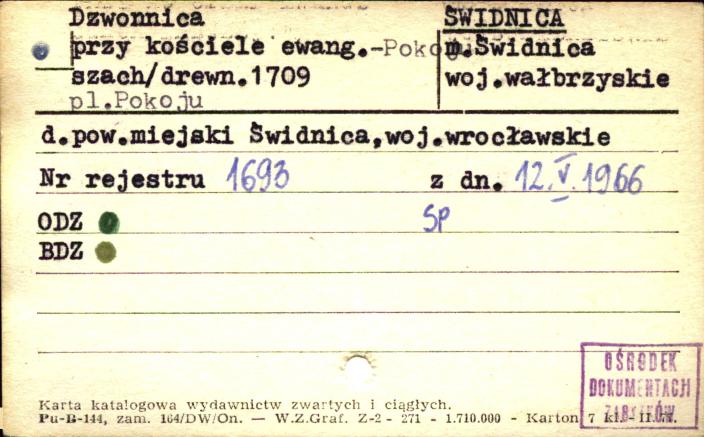 Dzwonnica
przy kościele ewang.-Pokoju
szach/drewn.1709
pl.Pokoju
ŚWIDNICA
m.Świdnica
woj.wałbrzyskie
d.pow.miejski Świdnica,woj.wrocławskie
Nr rejestru 1693 z dn. 12.V.1966
ODZ SP
BDZ
OŚRODEK
DOKUMENTACJI
ZABYTKÓW
Karta katalogowa wydawnictw zwartych i ciągłych.
Pu-B-144, zam. 164/DW/On. — W.Z.Graf. Z-2 - 271 - 1.710.000 - Karton 7 kl.